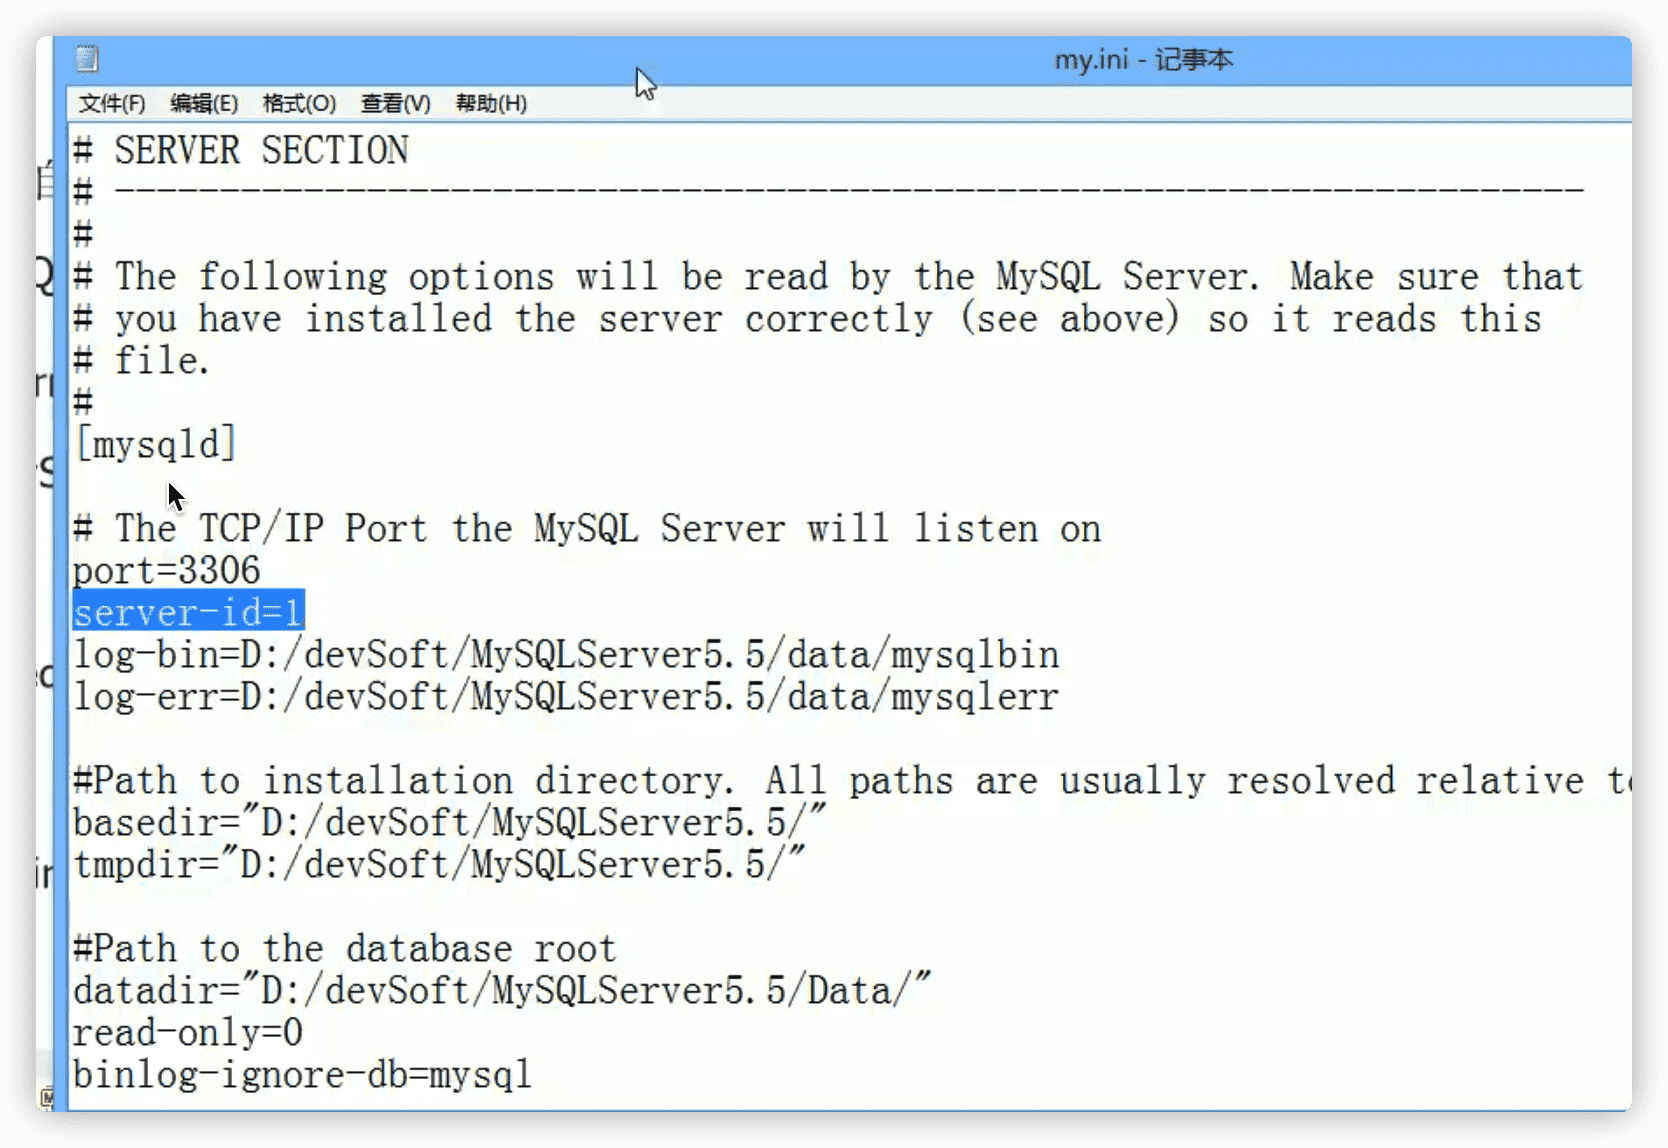 my.ini - 记事本
文件(F) 编辑(E) 格式(O) 查看(V) 帮助(H)
# SERVER SECTION
# ----------------------------------------------------------------------
#
# The following options will be read by the MySQL Server. Make sure that
# you have installed the server correctly (see above) so it reads this
# file.
#
[mysqld]
# The TCP/IP Port the MySQL Server will listen on
port=3306
server-id=1
log-bin=D:/devSoft/MySQLServer5.5/data/mysqlbin
log-err=D:/devSoft/MySQLServer5.5/data/mysqlerr
#Path to installation directory. All paths are usually resolved relative to
basedir="D:/devSoft/MySQLServer5.5/"
tmpdir="D:/devSoft/MySQLServer5.5/"
#Path to the database root
datadir="D:/devSoft/MySQLServer5.5/Data/"
read-only=0
binlog-ignore-db=mysql